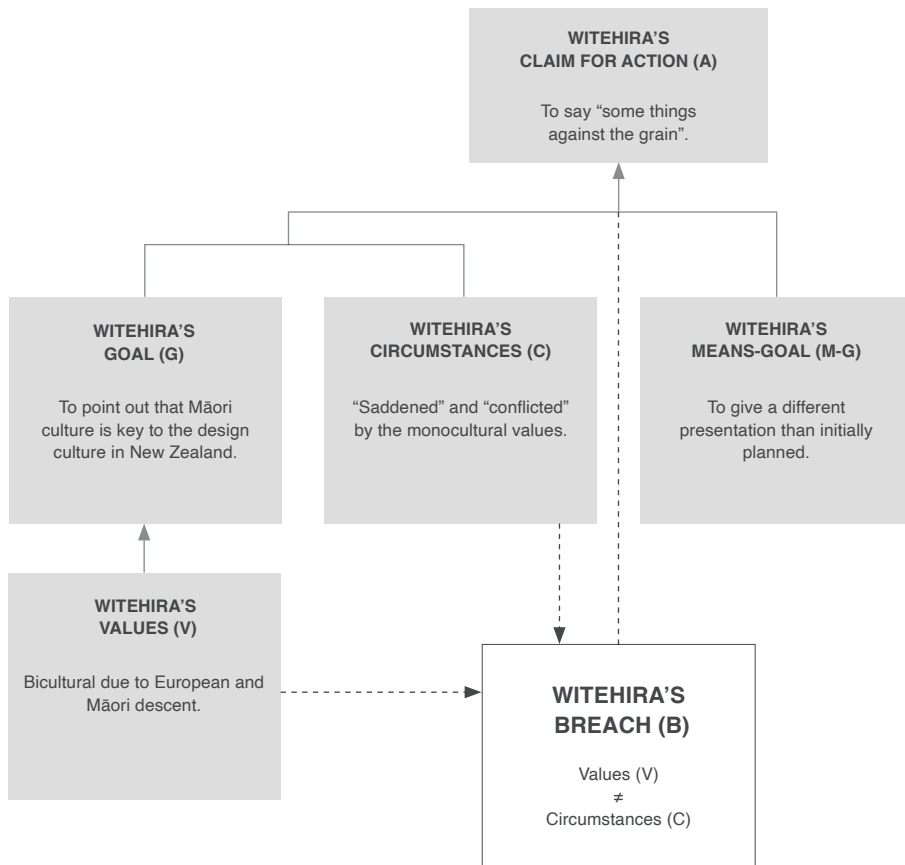 WITEHIRA’S
CLAIM FOR ACTION (A)
To say “some things
against the grain”.
WITEHIRA’S
GOAL (G)
To point out that Māori
culture is key to the design
culture in New Zealand.
WITEHIRA’S
CIRCUMSTANCES (C)
“Saddened” and “conflicted”
by the monocultural values.
WITEHIRA’S
MEANS-GOAL (M-G)
To give a different
presentation than initially
planned.
WITEHIRA’S
VALUES (V)
Bicultural due to European and
Māori descent.
WITEHIRA’S
BREACH (B)
Values (V)
≠
Circumstances (C)